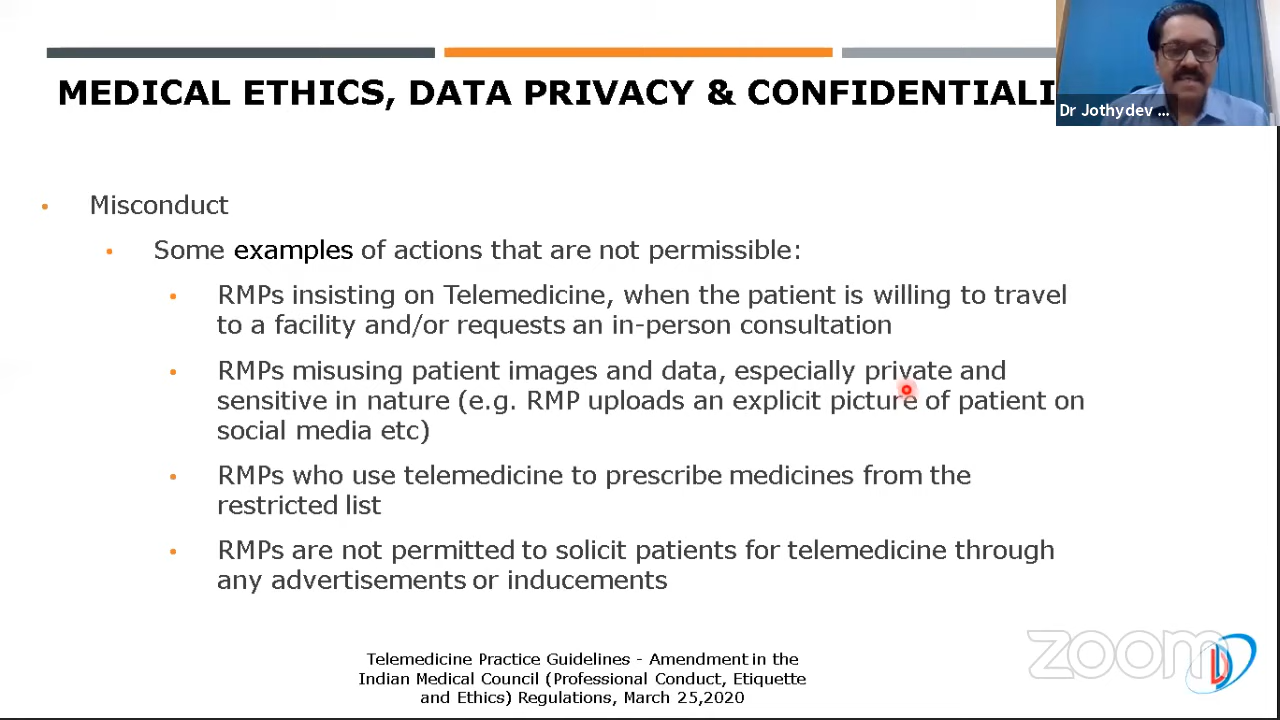 MEDICAL ETHICS, DATA PRIVACY & CONFIDENTIALI
Dr Jothydev ...
Misconduct
Some examples of actions that are not permissible:
RMPs insisting on Telemedicine, when the patient is willing to travel
to a facility and/or requests an in-person consultation
RMPs misusing patient images and data, especially private and
sensitive in nature (e.g. RMP uploads an explicit picture of patient on
social media etc)
RMPs who use telemedicine to prescribe medicines from the
restricted list
RMPs are not permitted to solicit patients for telemedicine through
any advertisements or inducements
Telemedicine Practice Guidelines - Amendment in the
Indian Medical Council (Professional Conduct, Etiquette
and Ethics) Regulations, March 25,2020
zoom